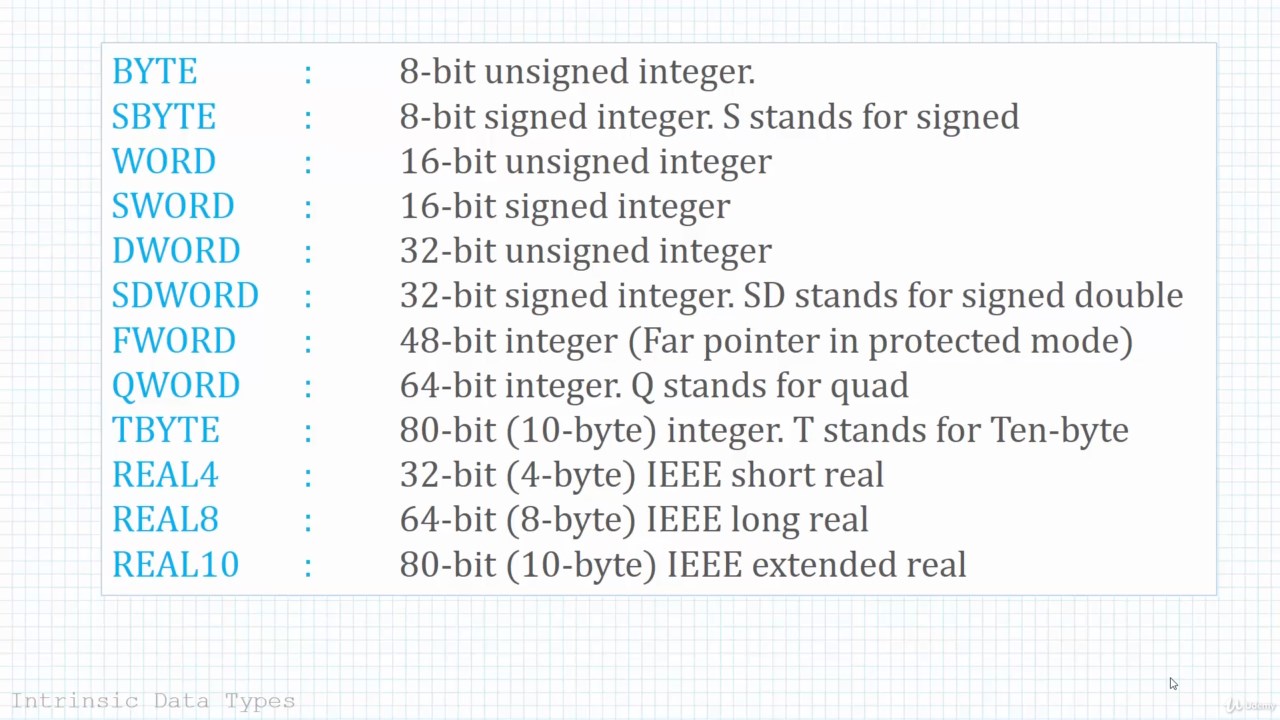 BYTE : 8-bit unsigned integer.
SBYTE : 8-bit signed integer. S stands for signed
WORD : 16-bit unsigned integer
SWORD : 16-bit signed integer
DWORD : 32-bit unsigned integer
SDWORD : 32-bit signed integer. SD stands for signed double
FWORD : 48-bit integer (Far pointer in protected mode)
QWORD : 64-bit integer. Q stands for quad
TBYTE : 80-bit (10-byte) integer. T stands for Ten-byte
REAL4 : 32-bit (4-byte) IEEE short real
REAL8 : 64-bit (8-byte) IEEE long real
REAL10 : 80-bit (10-byte) IEEE extended real
Intrinsic Data Types
Udemy